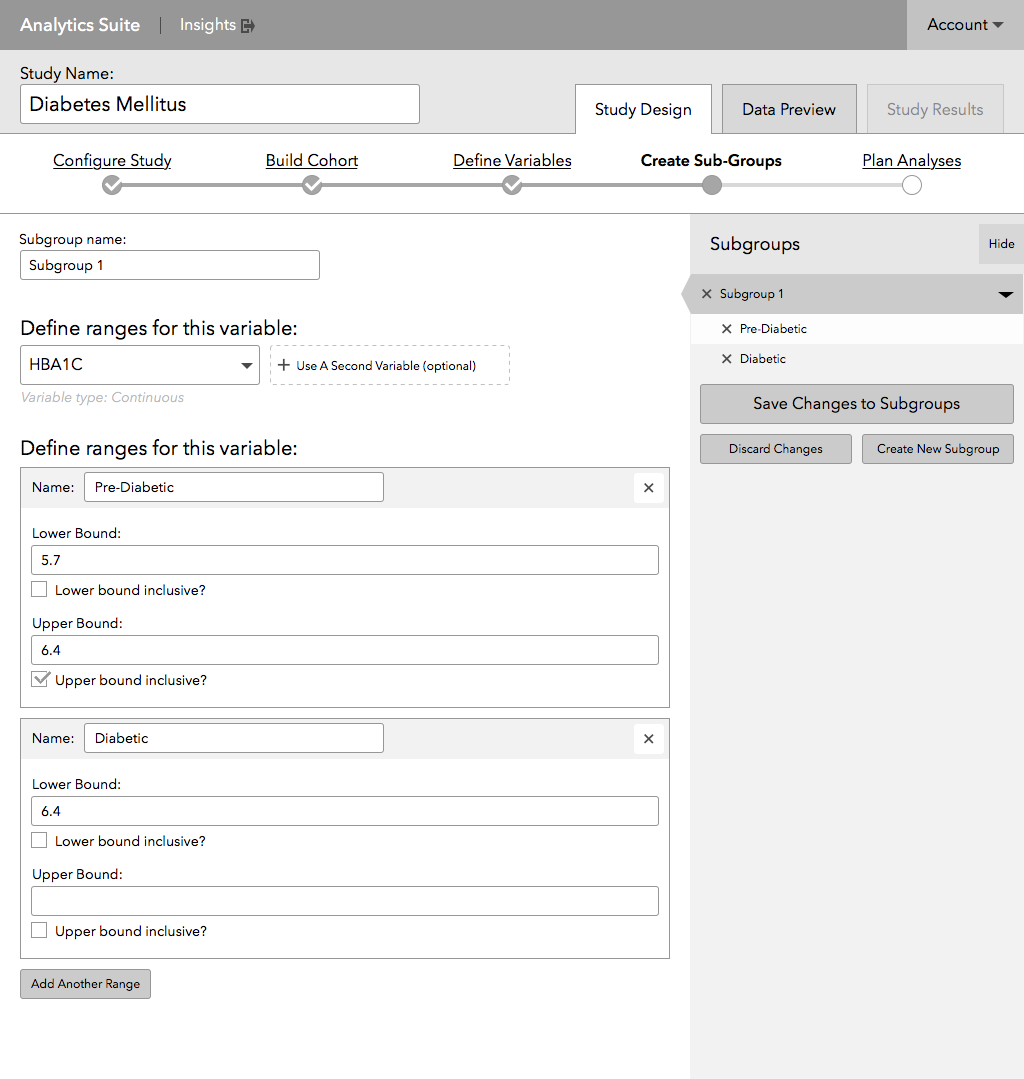 Analytics Suite | Insights Account
Study Name:
Diabetes Mellitus
Study Design Data Preview Study Results
Configure Study Build Cohort Define Variables Create Sub-Groups Plan Analyses
Subgroup name:
Subgroup 1
Define ranges for this variable:
HBA1C + Use A Second Variable (optional)
Variable type: Continuous
Define ranges for this variable:
Name: Pre-Diabetic ×
Lower Bound:
5.7
Lower bound inclusive?
Upper Bound:
6.4
Upper bound inclusive?
Name: Diabetic ×
Lower Bound:
6.4
Lower bound inclusive?
Upper Bound:
Upper bound inclusive?
Add Another Range
Subgroups Hide
× Subgroup 1
× Pre-Diabetic
× Diabetic
Save Changes to Subgroups
Discard Changes Create New Subgroup